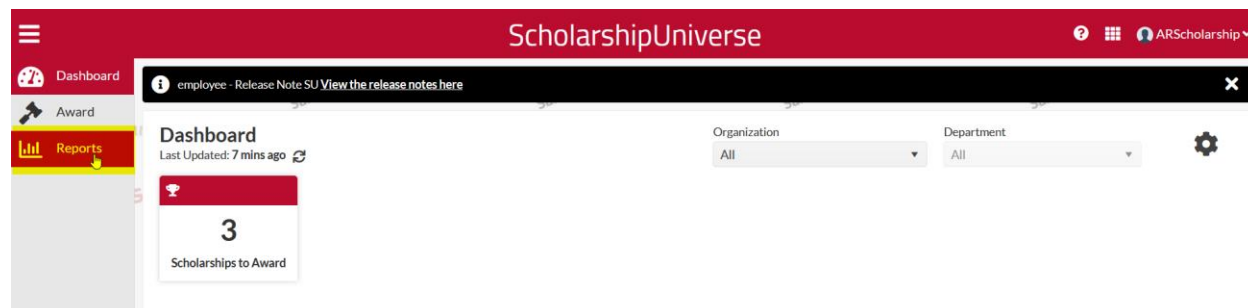 ScholarshipUniverse
ARScholarship
Dashboard
employee - Release Note SU View the release notes here
Award
Reports
Dashboard
Last Updated: 7 mins ago
Organization
All
Department
All
3
Scholarships to Award